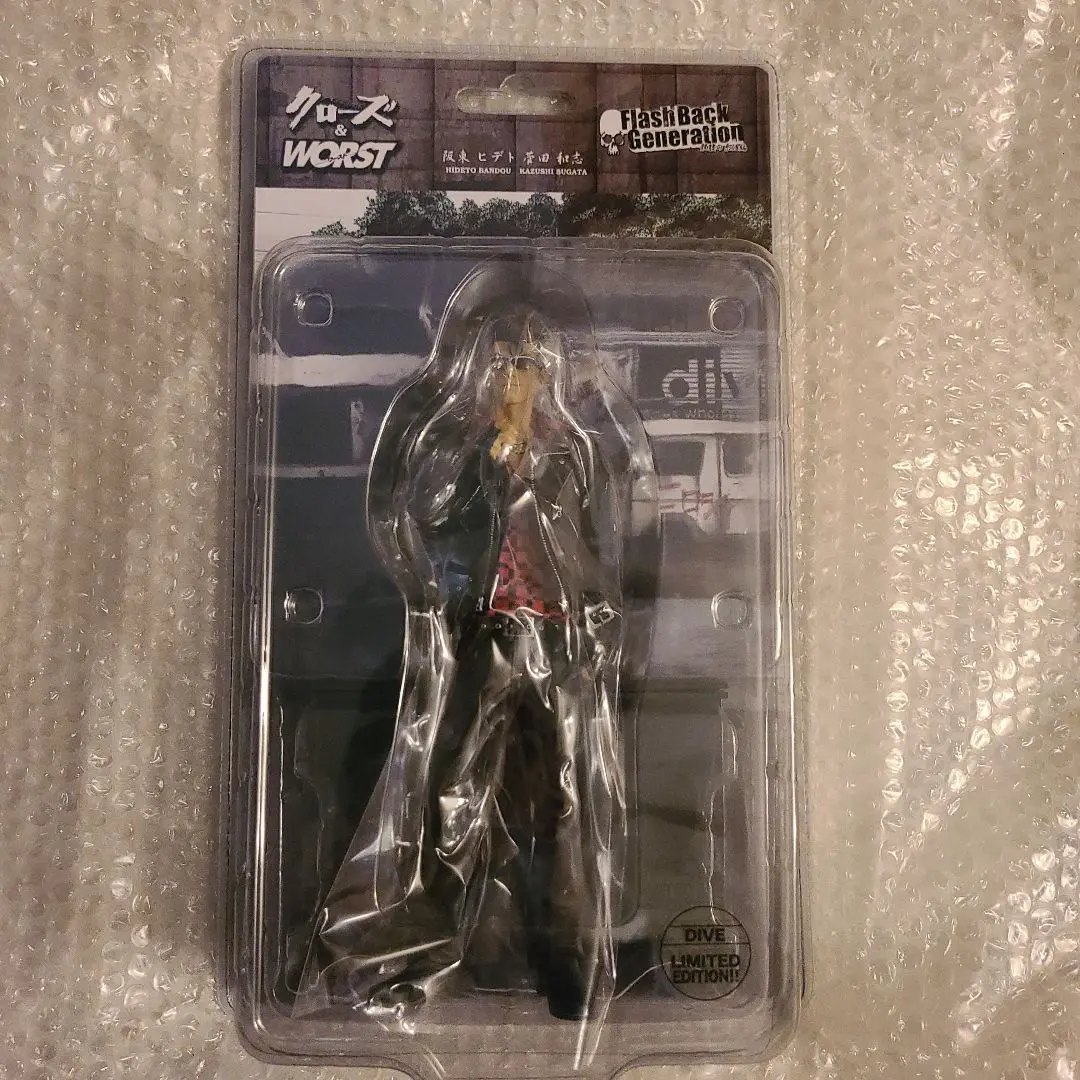 クローズ
&
WORST
阪東 ヒデト 菅田 和志
HIDETO BANDOU KAZUSHI SUGATA
FlashBack
Generation
DIVE
LIMITED
EDITION!!